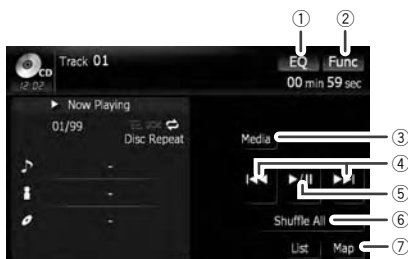 ① ②
CD Track 01 EQ Func
12:02 00 min 59 sec
Now Playing
01/99
Disc Repeat
Media ③
- ④
- ⑤
- Shuffle All ⑥
List Map ⑦